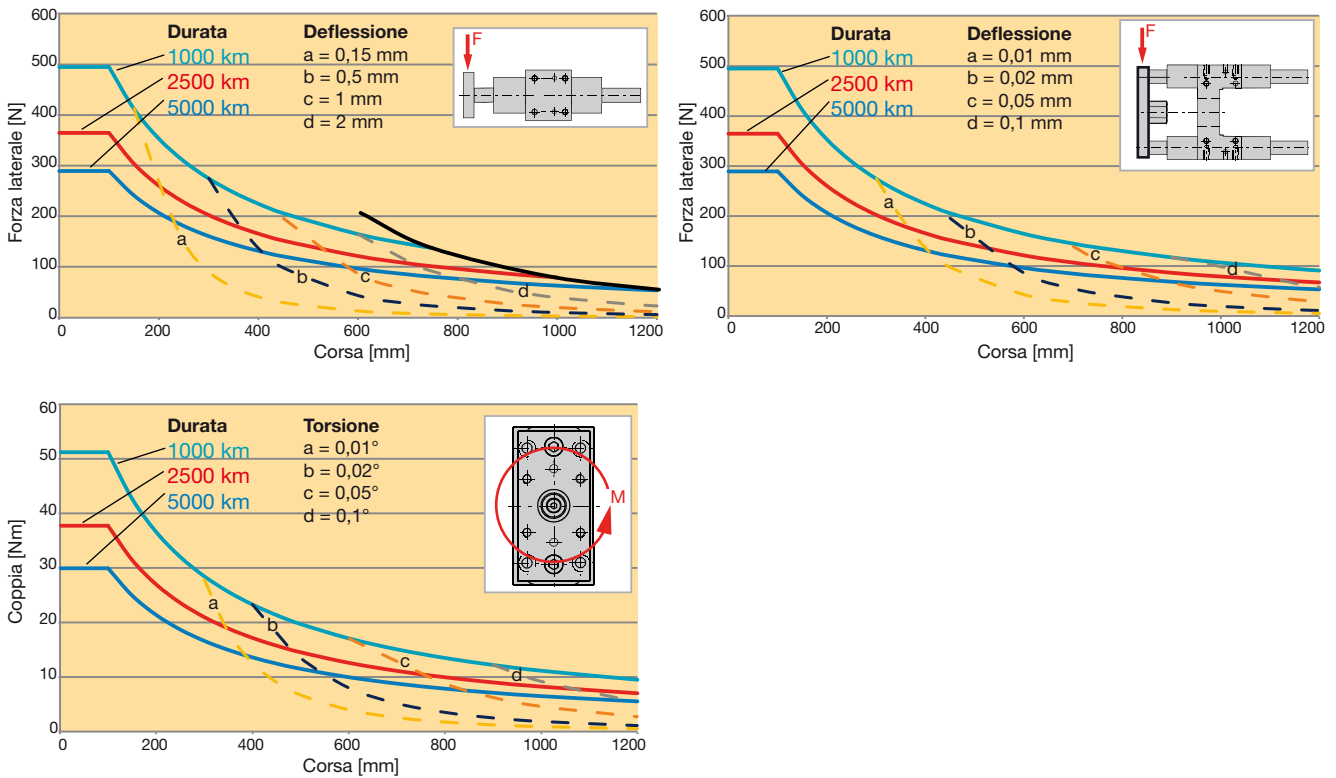 600
500
400
300
200
100
0
Forza laterale [N]
Durata
1000 km
2500 km
5000 km
Deflessione
a = 0,15 mm
b = 0,5 mm
c = 1 mm
d = 2 mm
F
a
b
c
d
0 200 400 600 800 1000 1200
Corsa [mm]
600
500
400
300
200
100
0
Forza laterale [N]
Durata
1000 km
2500 km
5000 km
Deflessione
a = 0,01 mm
b = 0,02 mm
c = 0,05 mm
d = 0,1 mm
F
a
b
c
d
0 200 400 600 800 1000 1200
Corsa [mm]
60
50
40
30
20
10
0
Coppia [Nm]
Durata
1000 km
2500 km
5000 km
Torsione
a = 0,01°
b = 0,02°
c = 0,05°
d = 0,1°
M
a
b
c
d
0 200 400 600 800 1000 1200
Corsa [mm]